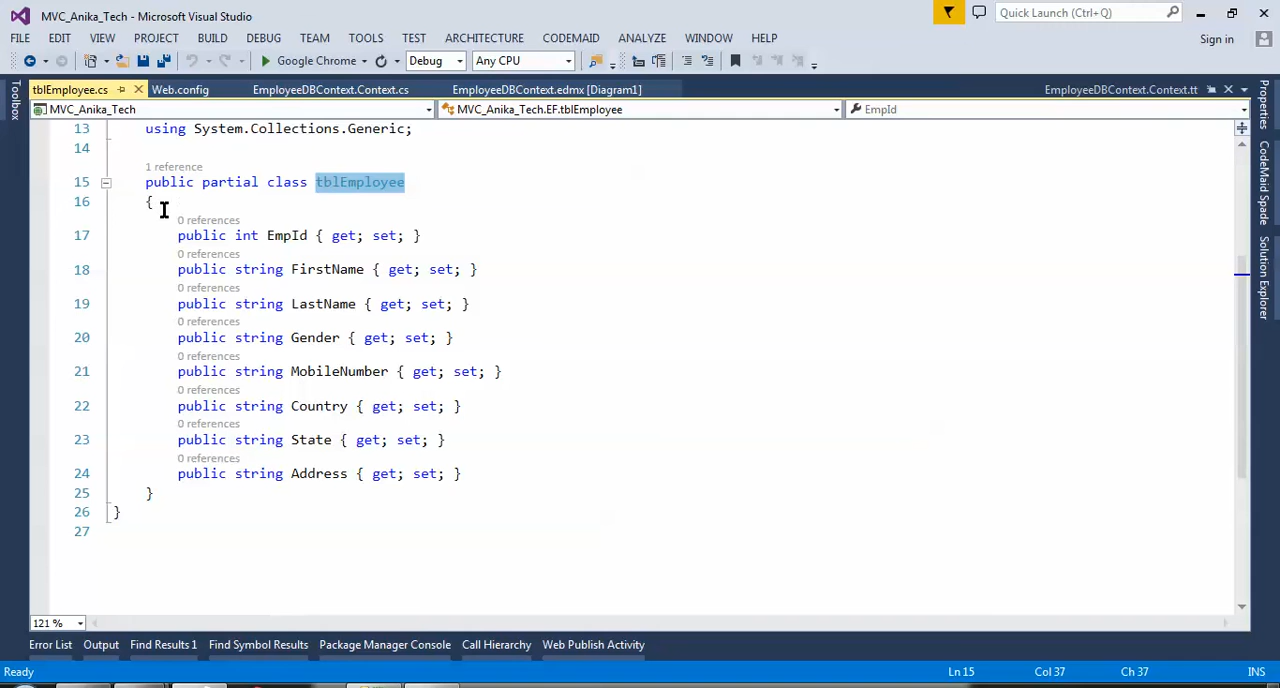 MVC_Anika_Tech - Microsoft Visual Studio
Quick Launch (Ctrl+Q)
FILE EDIT VIEW PROJECT BUILD DEBUG TEAM TOOLS TEST ARCHITECTURE CODEMAID ANALYZE WINDOW HELP
Sign in
Google Chrome Debug Any CPU
tblEmployee.cs Web.config EmployeeDBContext.Context.cs EmployeeDBContext.edmx [Diagram1] EmployeeDBContext.Context.tt
MVC_Anika_Tech MVC_Anika_Tech.EF.tblEmployee EmpId
Toolbox
Properties
CodeMaid Spade
Solution Explorer
13 using System.Collections.Generic;
14
1 reference
15 public partial class tblEmployee
16 {
0 references
17 public int EmpId { get; set; }
0 references
18 public string FirstName { get; set; }
0 references
19 public string LastName { get; set; }
0 references
20 public string Gender { get; set; }
0 references
21 public string MobileNumber { get; set; }
0 references
22 public string Country { get; set; }
0 references
23 public string State { get; set; }
0 references
24 public string Address { get; set; }
25 }
26 }
27
121 %
Error List Output Find Results 1 Find Symbol Results Package Manager Console Call Hierarchy Web Publish Activity
Ready Ln 15 Col 37 Ch 37 INS